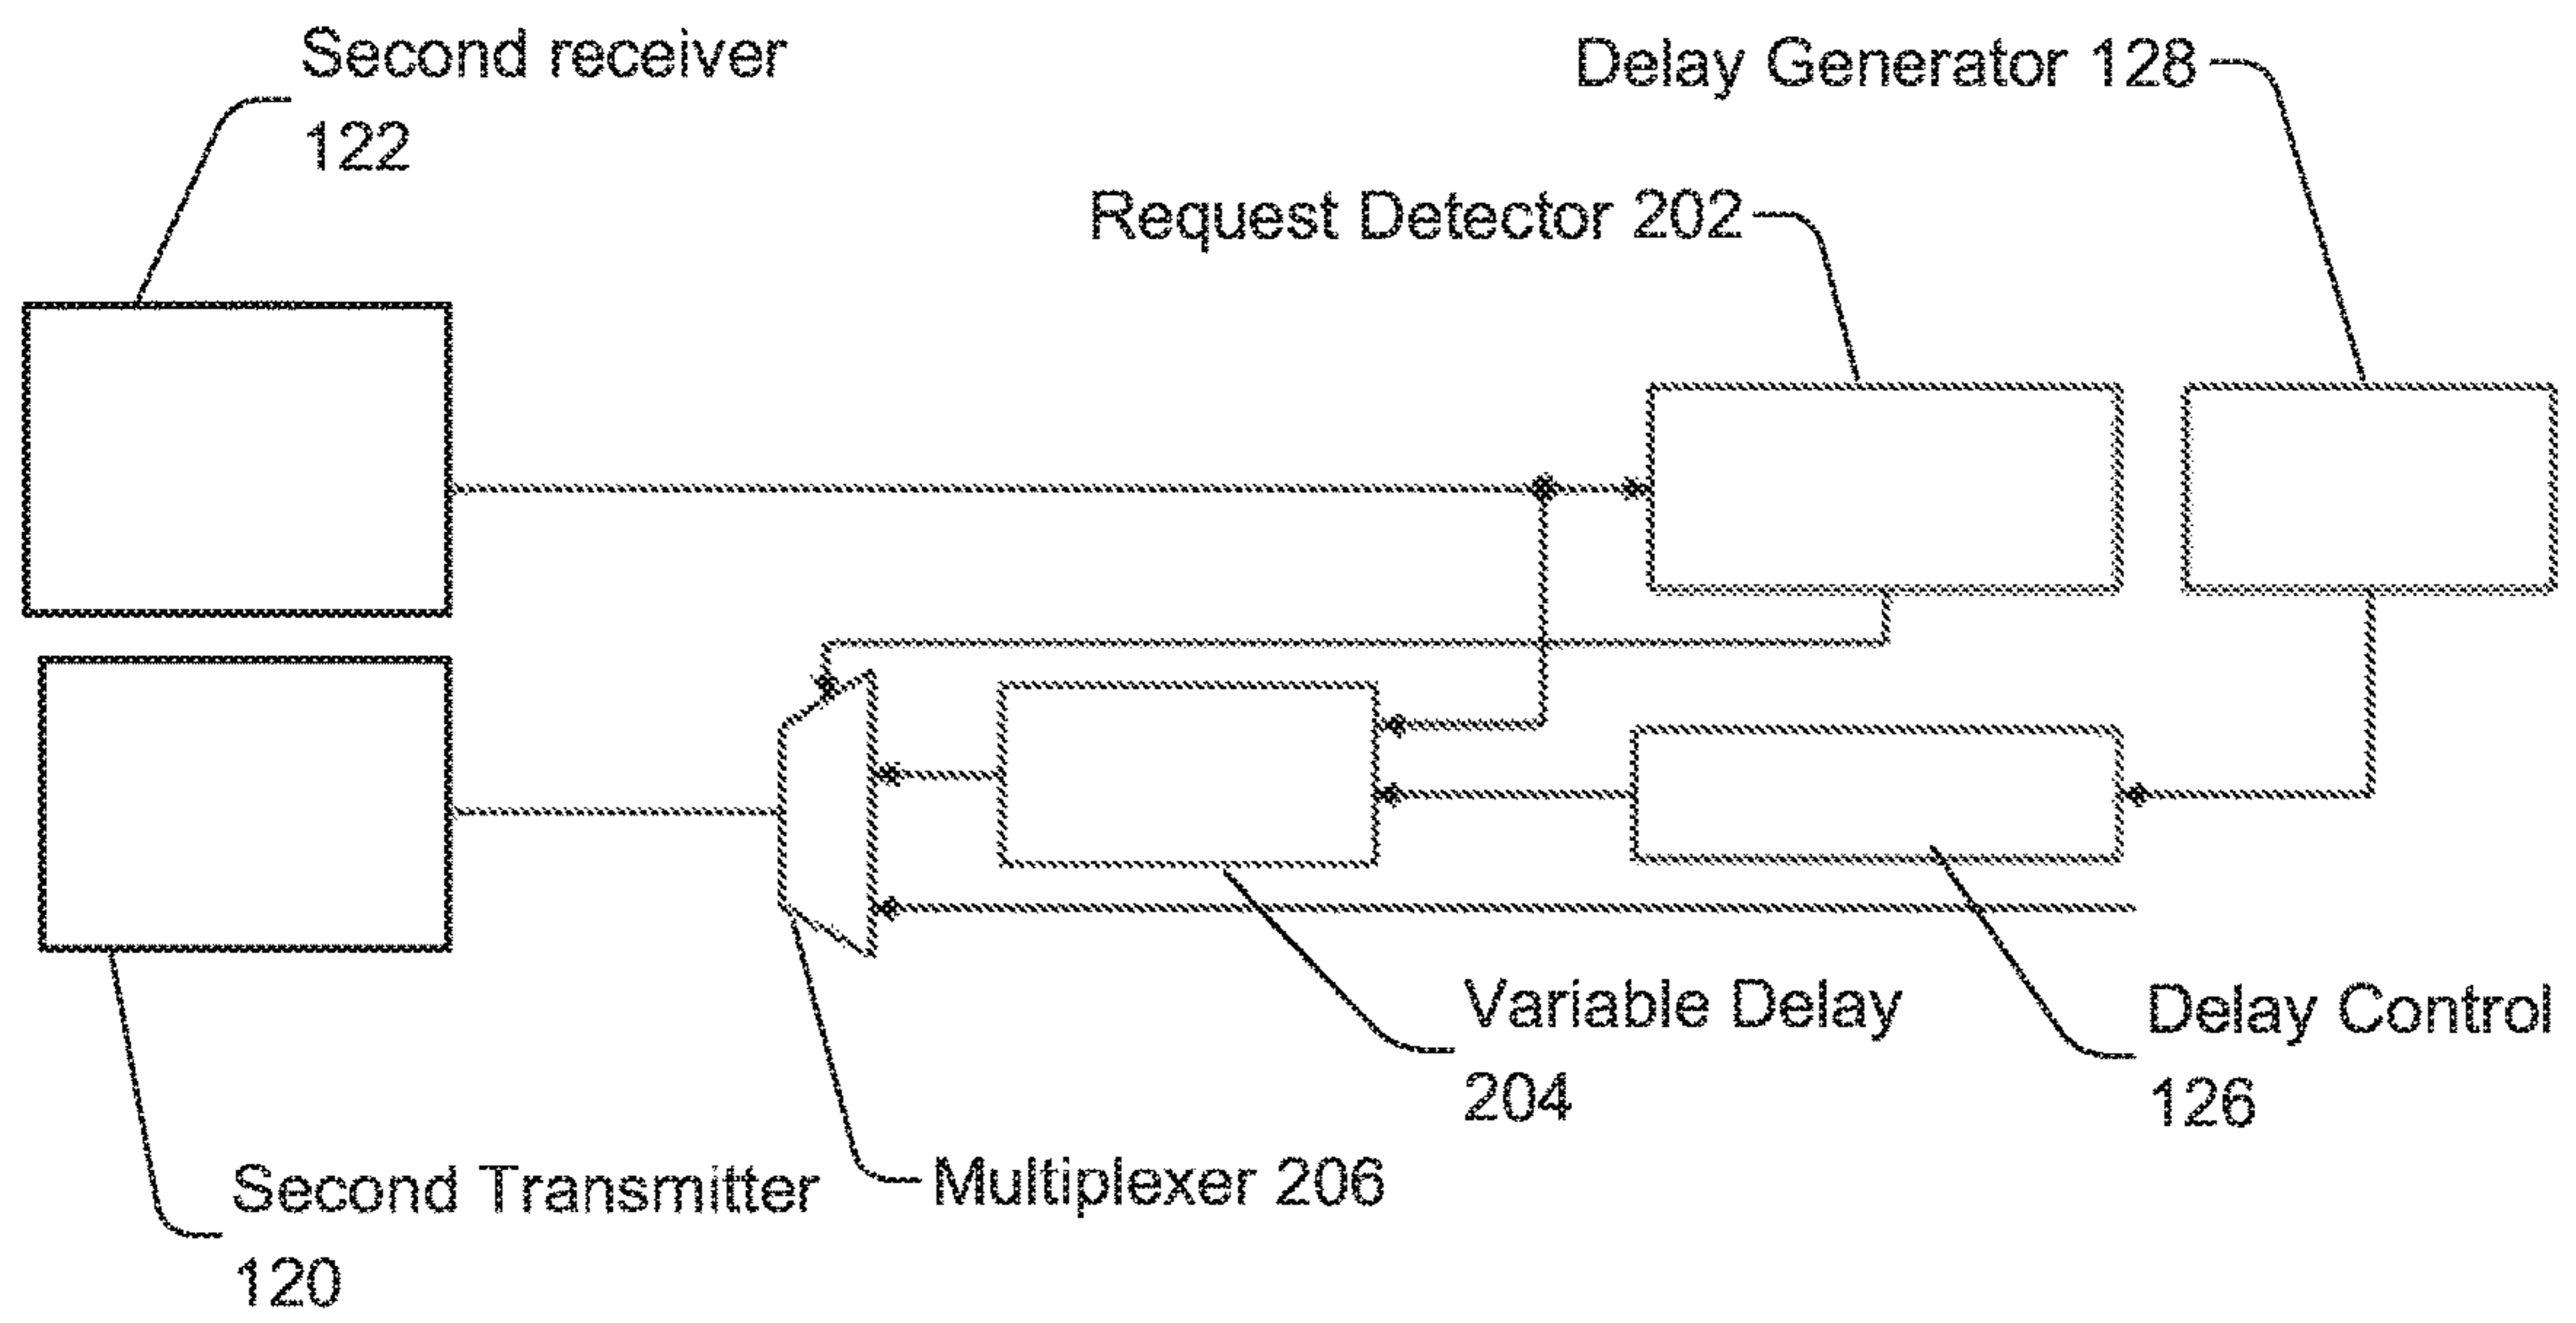 Second receiver
122
Delay Generator 128
Request Detector 202
Variable Delay
204
Delay Control
126
Multiplexer 206
Second Transmitter
120